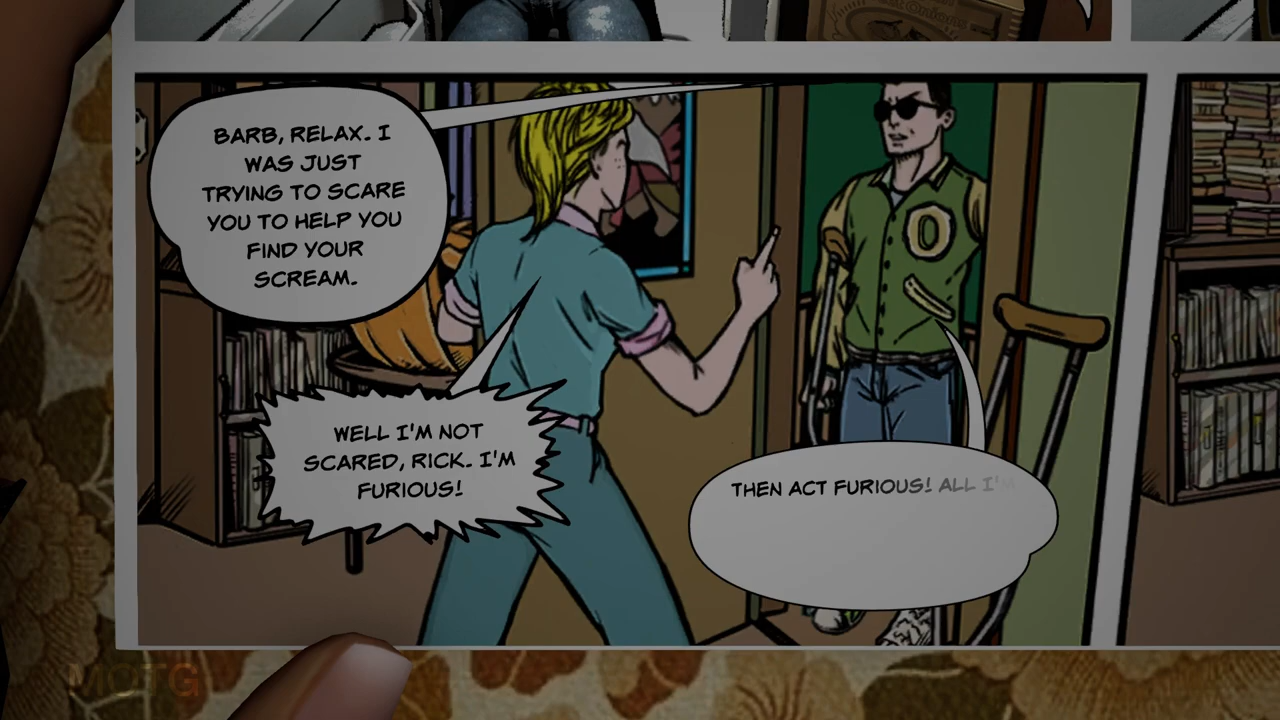 BARB, RELAX. I
WAS JUST
TRYING TO SCARE
YOU TO HELP YOU
FIND YOUR
SCREAM.
O
WELL I'M NOT
SCARED, RICK. I'M
FURIOUS!
THEN ACT FURIOUS! ALL I'M